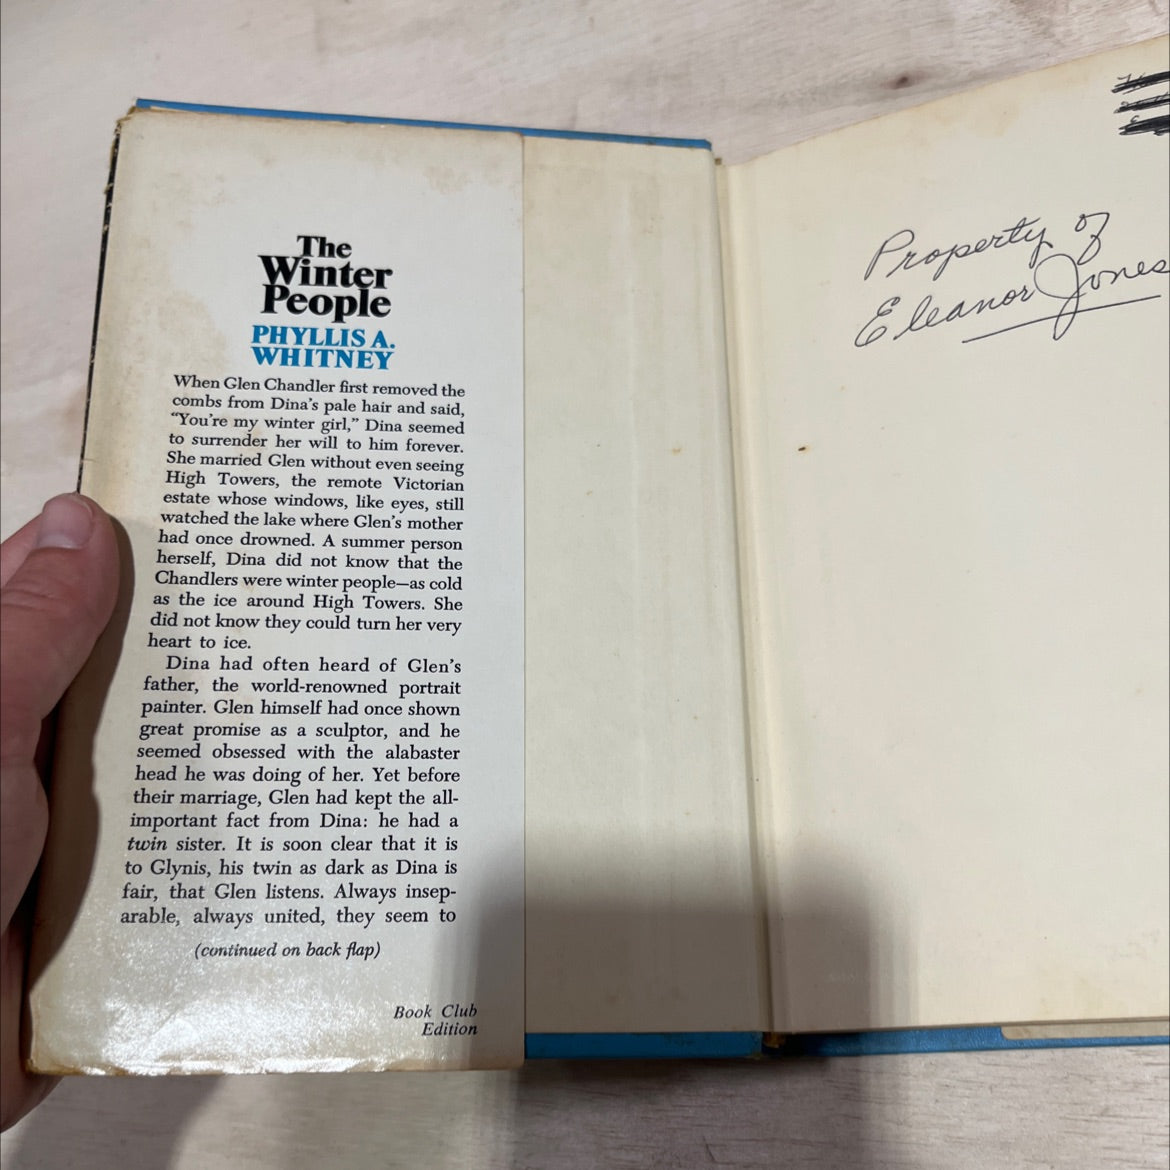 The
Winter
People
PHYLLIS A.
WHITNEY
When Glen Chandler first removed the
combs from Dina's pale hair and said,
"You're my winter girl," Dina seemed
to surrender her will to him forever.
She married Glen without even seeing
High Towers, the remote Victorian
estate whose windows, like eyes, still
watched the lake where Glen's mother
had once drowned. A summer person
herself, Dina did not know that the
Chandlers were winter people—as cold
as the ice around High Towers. She
did not know they could turn her very
heart to ice.
Dina had often heard of Glen's
father, the world-renowned portrait
painter. Glen himself had once shown
great promise as a sculptor, and he
seemed obsessed with the alabaster
head he was doing of her. Yet before
their marriage, Glen had kept the all-
important fact from Dina: he had a
twin sister. It is soon clear that it is
to Glynis, his twin as dark as Dina is
fair, that Glen listens. Always insep-
arable, always united, they seem to
(continued on back flap)
Book Club
Edition
Property of
Eleanor Jones